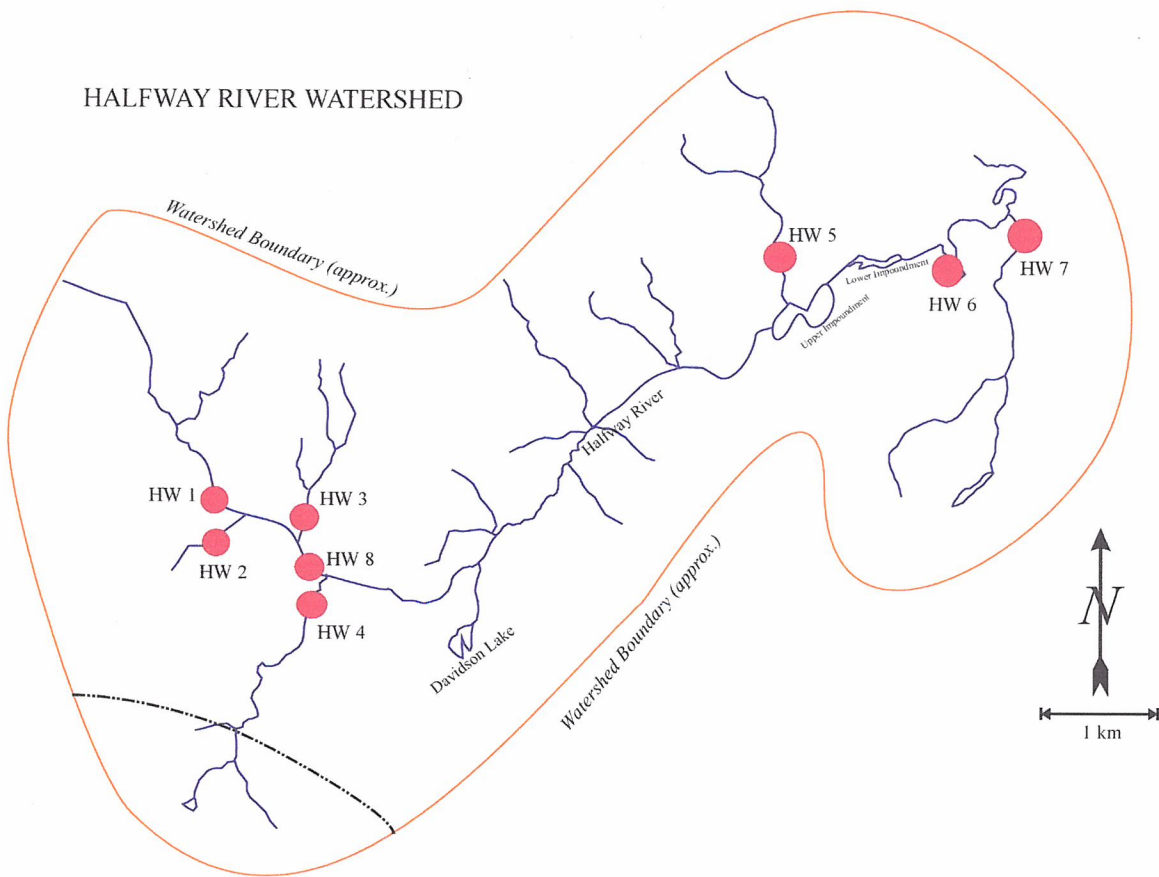 HALFWAY RIVER WATERSHED
Watershed Boundary (approx.)
HW 5
HW 7
Lower Impoundment
HW 6
Upper Impoundment
Halfway River
HW 1
HW 3
HW 2
HW 8
HW 4
Davidson Lake
Watershed Boundary (approx.)
N
1 km